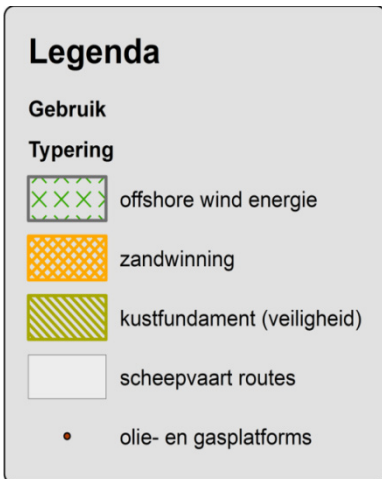 Legenda
Gebruik
Typering
offshore wind energie
zandwinning
kustfundament (veiligheid)
scheepvaart routes
olie- en gasplatforms